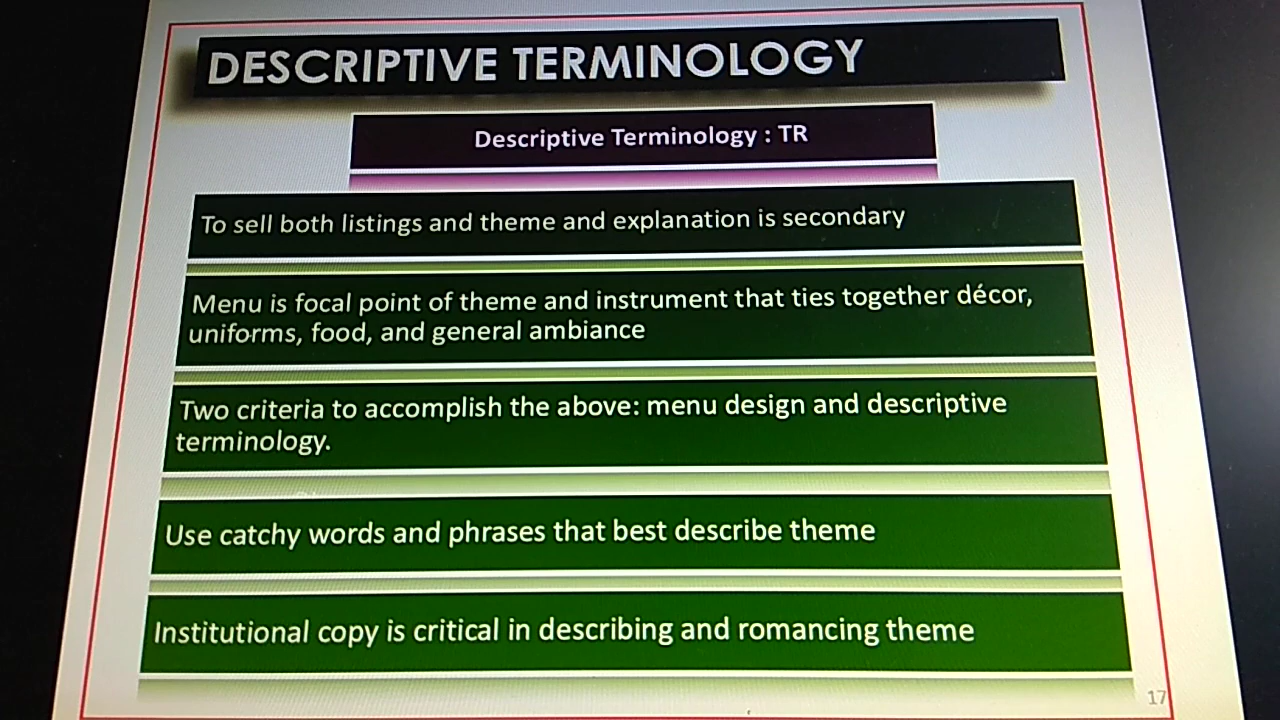 DESCRIPTIVE TERMINOLOGY
Descriptive Terminology : TR
To sell both listings and theme and explanation is secondary
Menu is focal point of theme and instrument that ties together décor,
uniforms, food, and general ambiance
Two criteria to accomplish the above: menu design and descriptive
terminology.
Use catchy words and phrases that best describe theme
Institutional copy is critical in describing and romancing theme
17